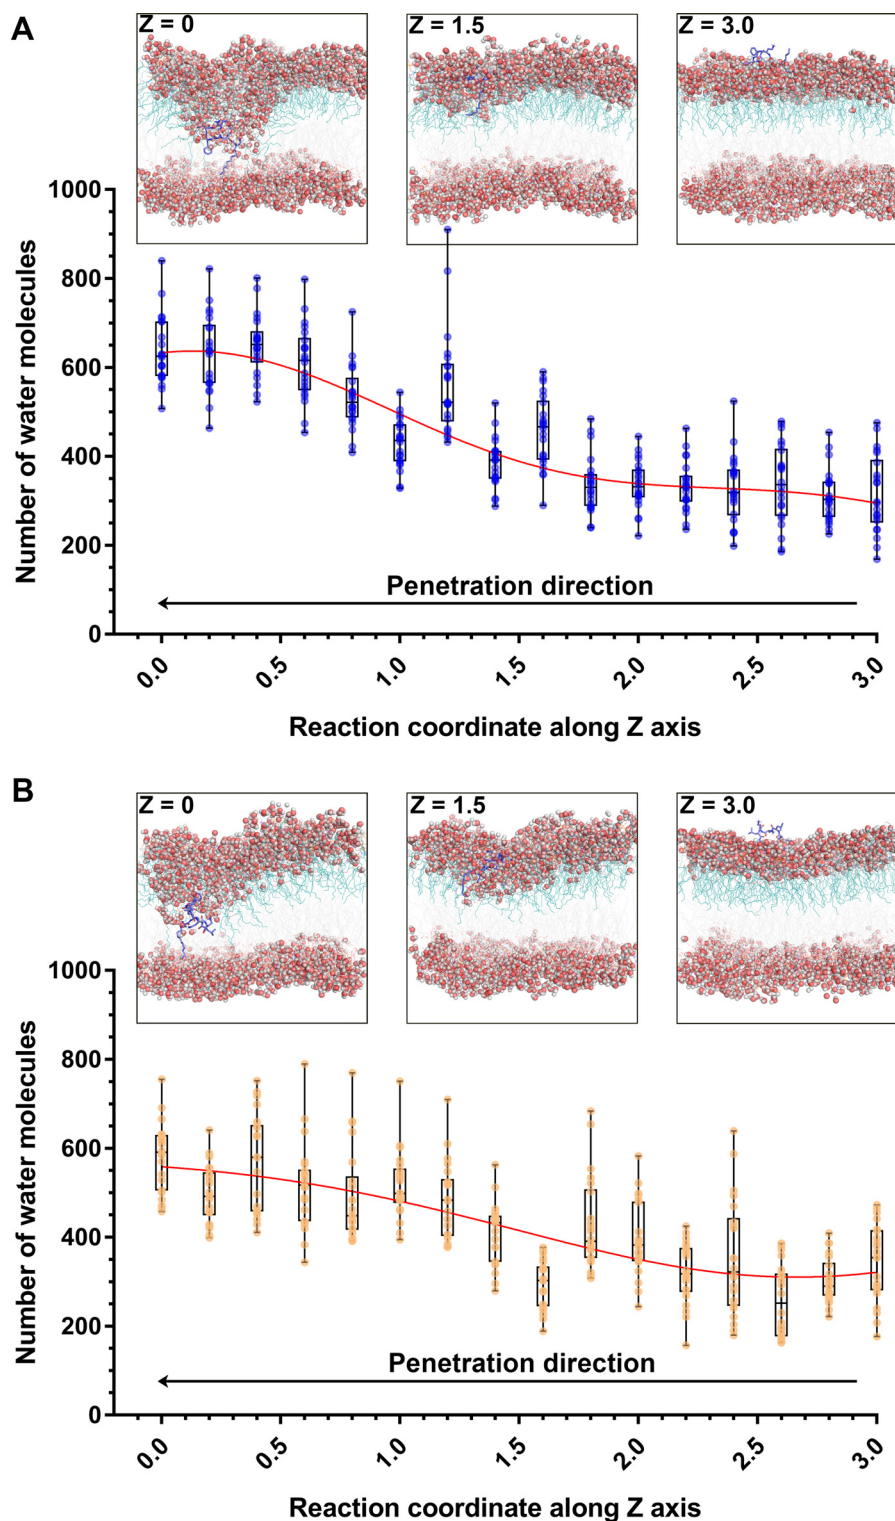 A
Z = 0
Z = 1.5
Z = 3.0
Number of water molecules
1000
800
600
400
200
0
Penetration direction
0.0
0.5
1.0
1.5
2.0
2.5
3.0
Reaction coordinate along Z axis
B
Z = 0
Z = 1.5
Z = 3.0
Number of water molecules
1000
800
600
400
200
0
Penetration direction
0.0
0.5
1.0
1.5
2.0
2.5
3.0
Reaction coordinate along Z axis